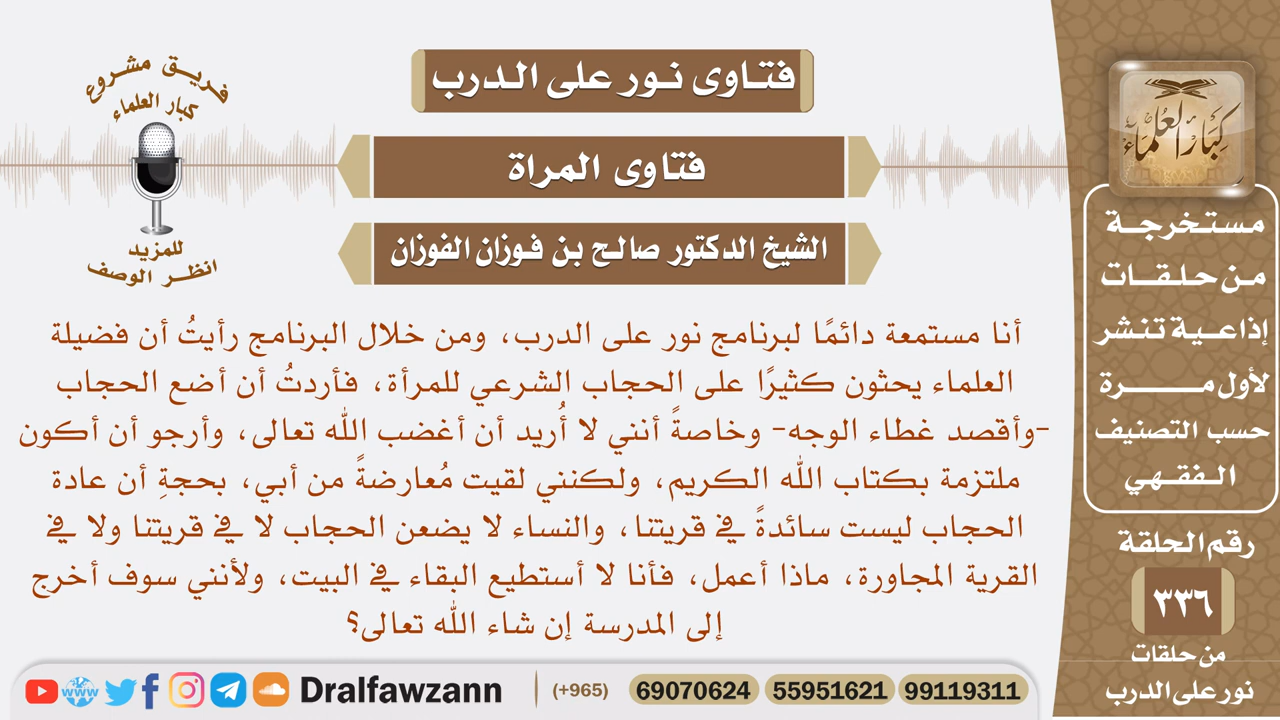 فتاوى نور على الدرب
فتاوى المراة
الشيخ الدكتور صالح بن فوزان الفوزان
فريق مشروع
كبار العلماء
للمزيد
انظر الوصف
أنا مستمعة دائمًا لبرنامج نور على الدرب، ومن خلال البرنامج رأيتُ أن فضيلة
العلماء يحثون كثيرًا على الحجاب الشرعي للمرأة، فأردتُ أن أضع الحجاب
-وأقصد غطاء الوجه- وخاصةً أنني لا أُريد أن أغضب الله تعالى، وأرجو أن أكون
ملتزمة بكتاب الله الكريم، ولكنني لقيت مُعارضةً من أبي، بحجةِ أن عادة
الحجاب ليست سائدةً في قريتنا، والنساء لا يضعن الحجاب لا في قريتنا ولا في
القرية المجاورة، ماذا أعمل، فأنا لا أستطيع البقاء في البيت، ولأنني سوف أخرج
إلى المدرسة إن شاء الله تعالى؟
كِبَارُ العُلَمَاء
مستخرجة
من حلقات
إذاعية تنشر
لأول مرة
حسب التصنيف
الفقهي
رقم الحلقة
٣٣٦
من حلقات
نور على الدرب
www Dralfawzann (+965) 69070624 55951621 99119311